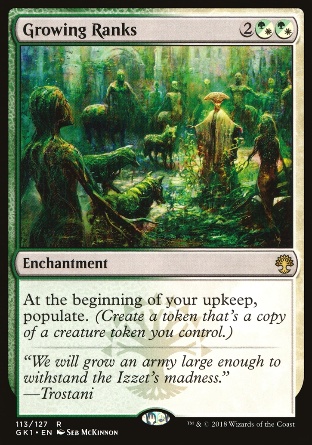 Growing Ranks 2
Enchantment
At the beginning of your upkeep,
populate. (Create a token that’s a copy
of a creature token you control.)
“We will grow an army large enough to
withstand the Izzet’s madness.”
—Trostani
113/127 R
GK1 • EN Seb McKinnon
™ & © 2018 Wizards of the Coast